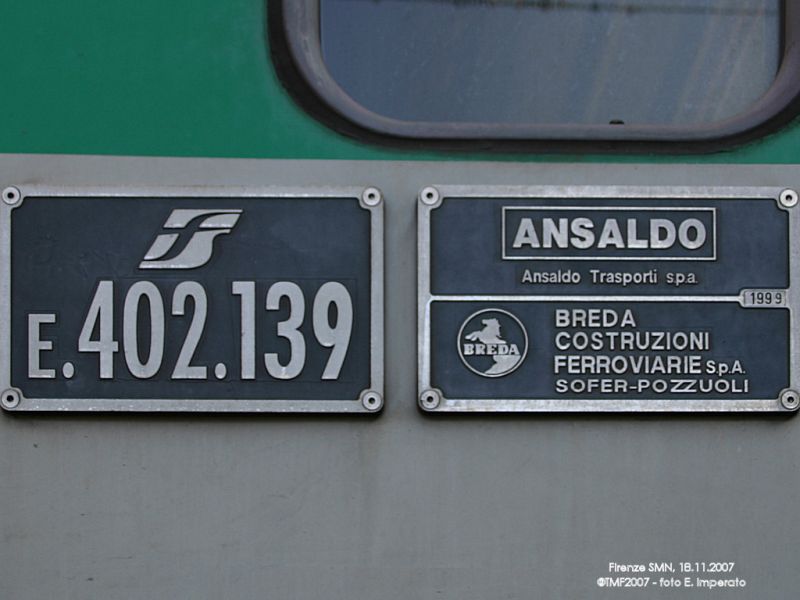 E.402.139
ANSALDO
Ansaldo Trasporti s.p.a.
1999
BREDA
BREDA
COSTRUZIONI
FERROVIARIE S.p.A.
SOFER-POZZUOLI
Firenze SMN, 18.11.2007
©TMF2007 - foto E. Imperato